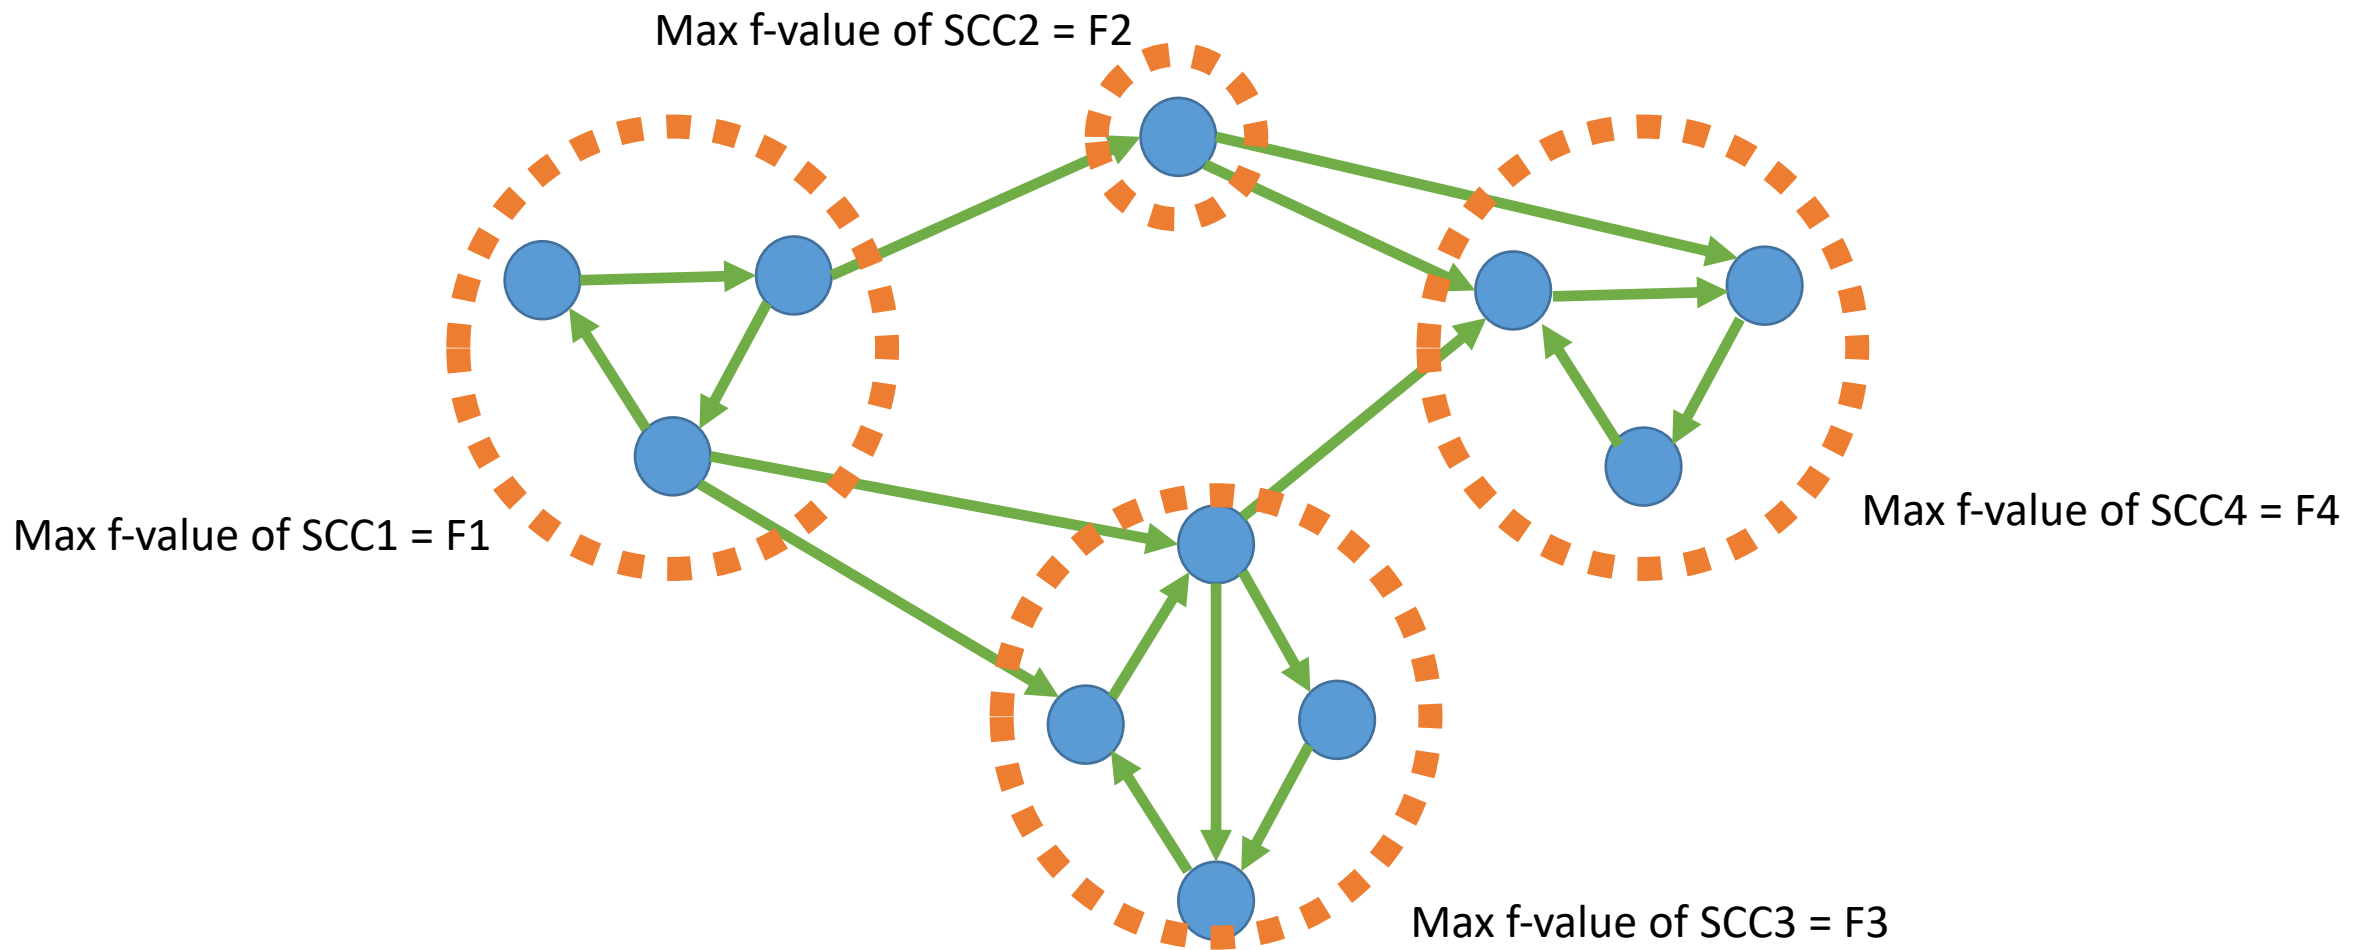 Max f-value of SCC2 = F2
Max f-value of SCC1 = F1
Max f-value of SCC4 = F4
Max f-value of SCC3 = F3